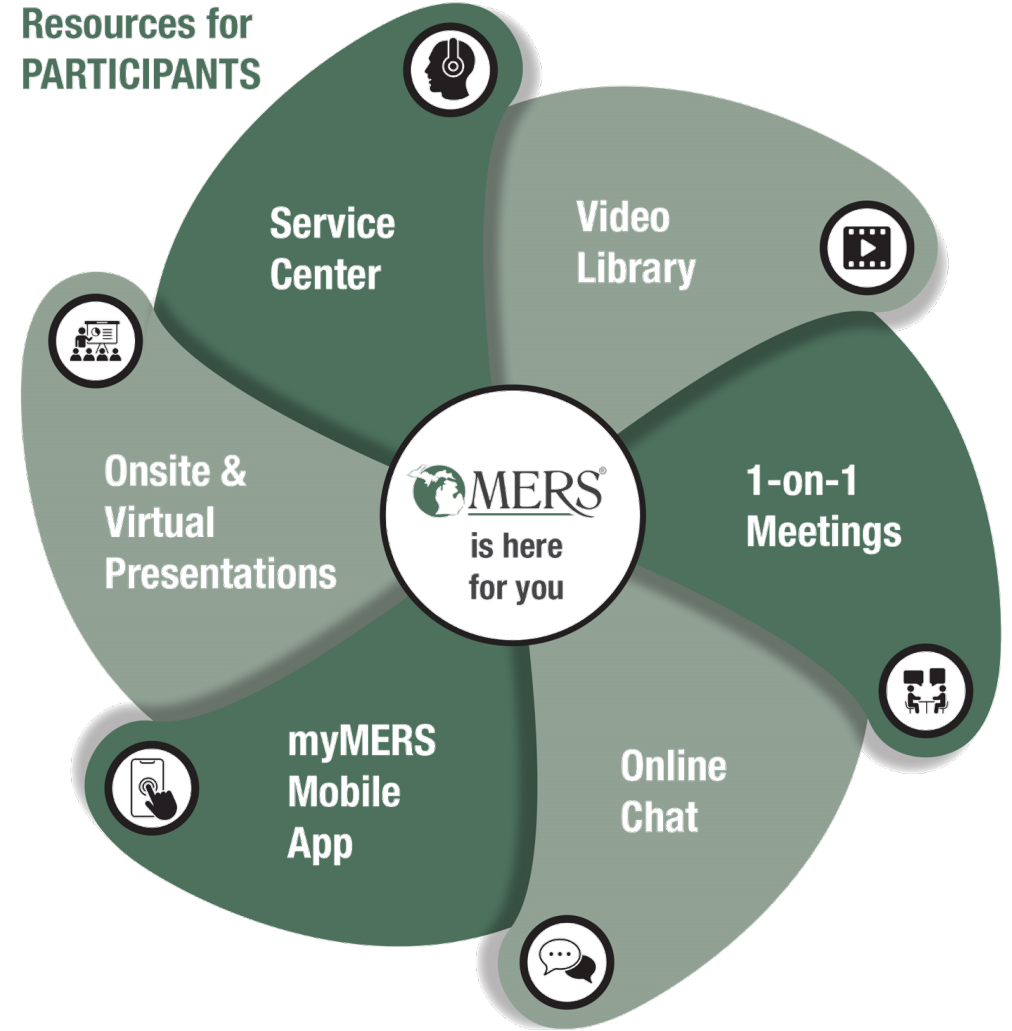 Resources for
PARTICIPANTS
Service
Center
Video
Library
1-on-1
Meetings
Online
Chat
myMERS
Mobile
App
Onsite &
Virtual
Presentations
MERS®
is here
for you